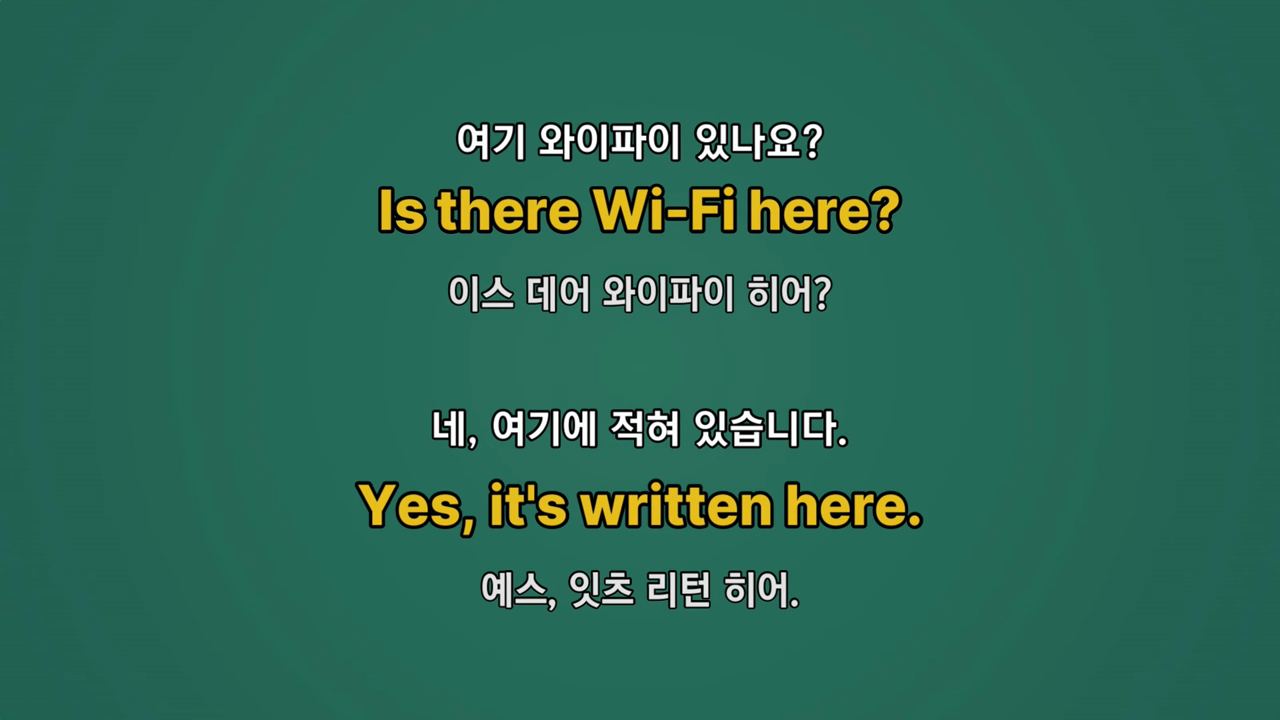 여기 와이파이 있나요?
Is there Wi-Fi here?
이스 데어 와이파이 히어?
네, 여기에 적혀 있습니다.
Yes, it's written here.
예스, 잇츠 리턴 히어.